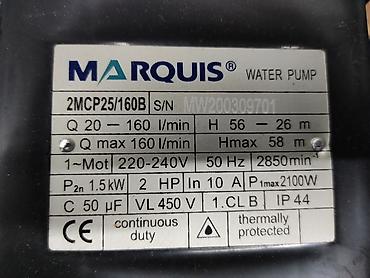 MARQUIS® WATER PUMP
2MCP25/160B S/N MW200309701
Q 20-160 l/min H 56-26 m
Q max 160 l/min Hmax 58 m
1~Mot 220-240V 50 Hz 2850min⁻¹
P2n 1.5kW 2 HP In 10 A P1max2100W
C 50 µF VL 450 V 1.CL B IP 44
CE continuous duty thermally protected